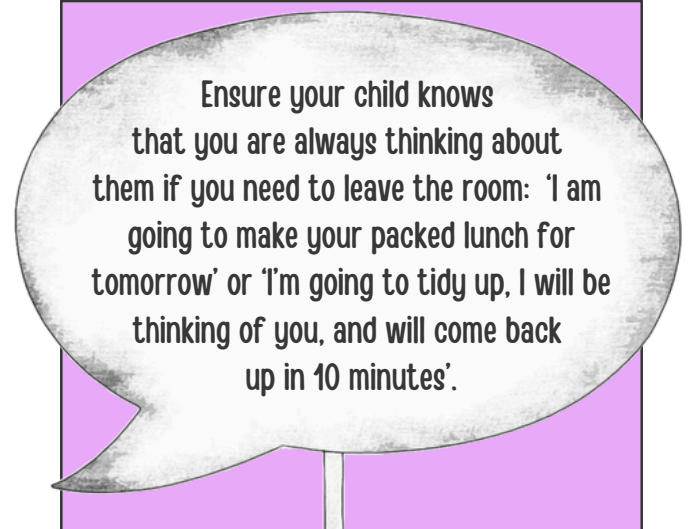 Ensure your child knows
that you are always thinking about
them if you need to leave the room: ‘I am
going to make your packed lunch for
tomorrow’ or ‘I’m going to tidy up, I will be
thinking of you, and will come back
up in 10 minutes’.